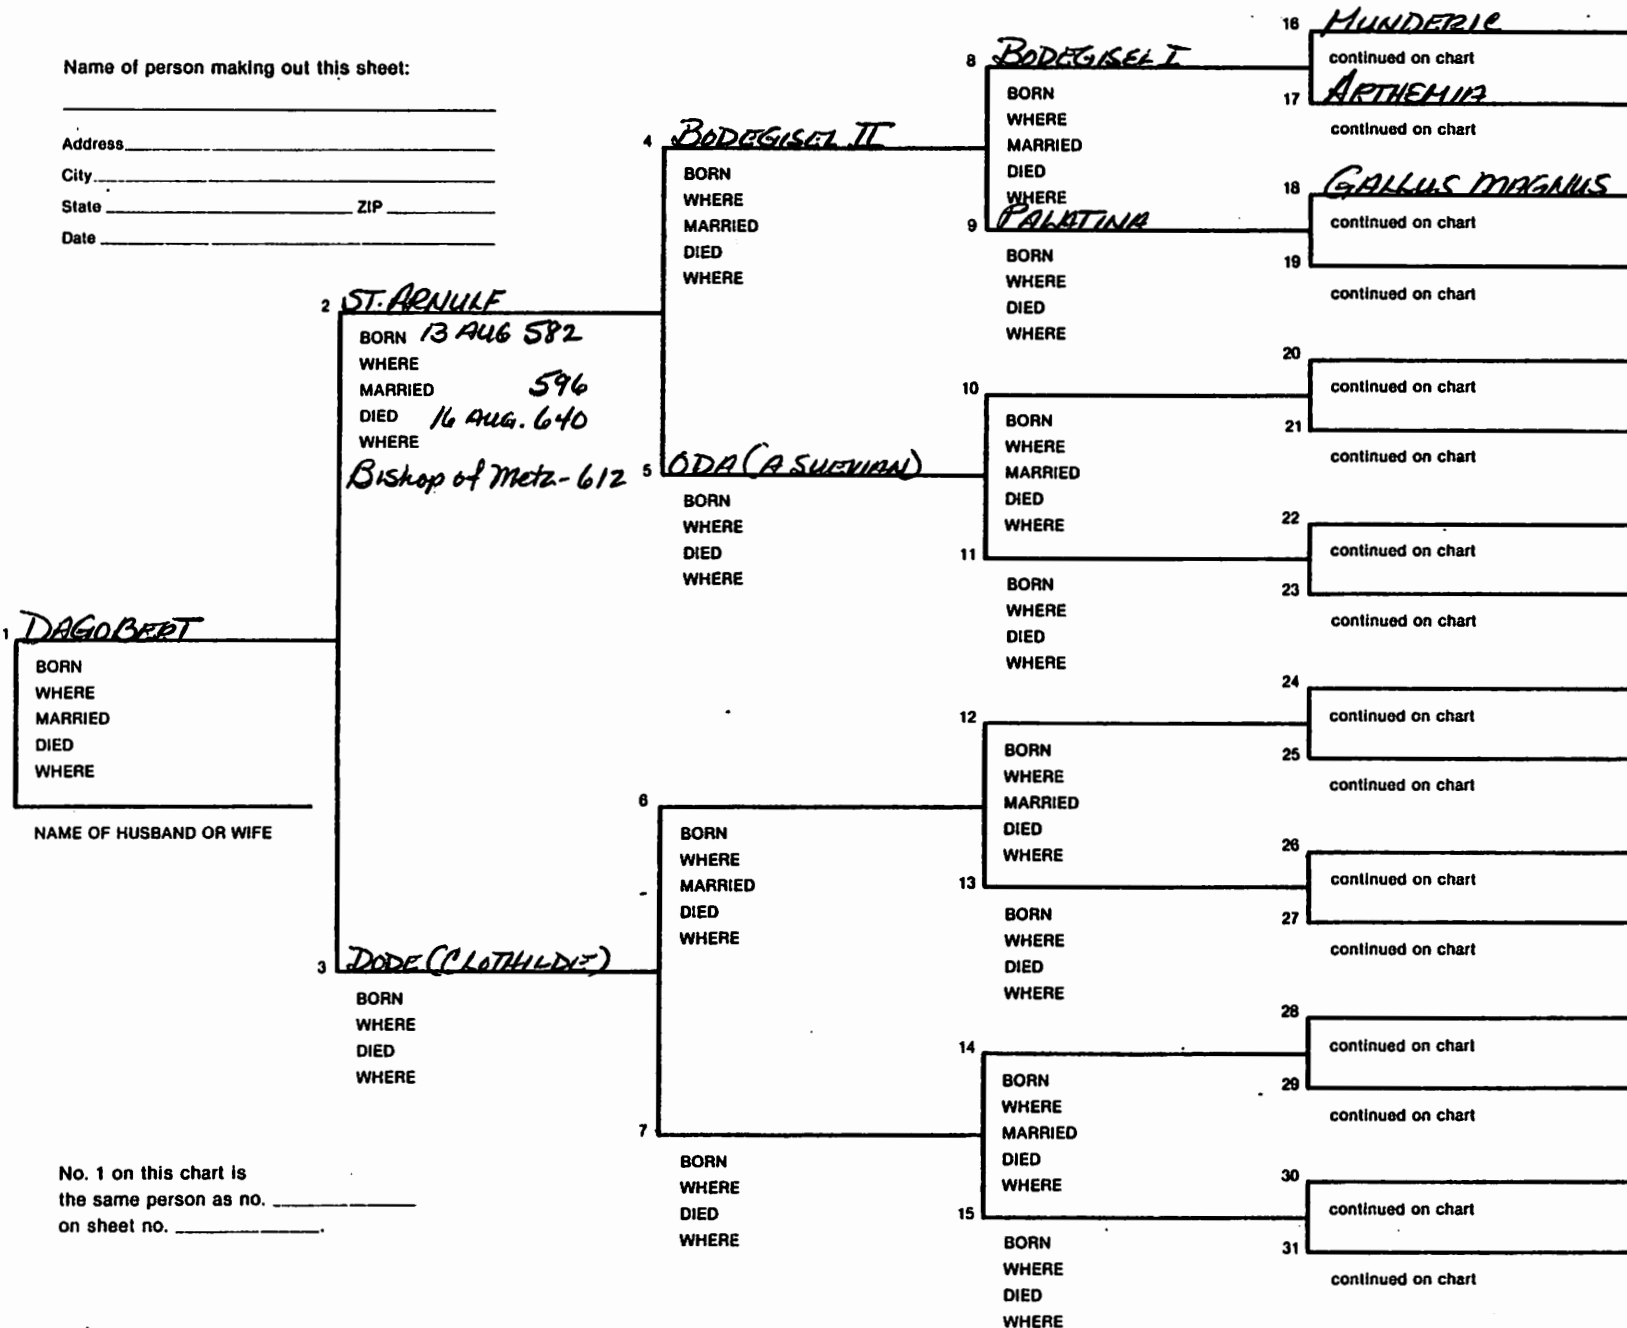 Name of person making out this sheet:
Address
City
State ZIP
Date
1 DAGOBERT
BORN
WHERE
MARRIED
DIED
WHERE
NAME OF HUSBAND OR WIFE
No. 1 on this chart is
the same person as no.
on sheet no. .
2 ST. ARNULF
BORN 13 AUG 582
WHERE
MARRIED 596
DIED 16 AUG. 640
WHERE
Bishop of Metz - 612
3 DODE (CLOTHILDE)
BORN
WHERE
DIED
WHERE
4 BODEGISEL II
BORN
WHERE
MARRIED
DIED
WHERE
5 ODA (A SUEVIAN)
BORN
WHERE
DIED
WHERE
6
BORN
WHERE
MARRIED
DIED
WHERE
7
BORN
WHERE
DIED
WHERE
8 BODEGISEL I
BORN
WHERE
MARRIED
DIED
WHERE
9 PALATINA
BORN
WHERE
DIED
WHERE
10
BORN
WHERE
MARRIED
DIED
WHERE
11
BORN
WHERE
DIED
WHERE
12
BORN
WHERE
MARRIED
DIED
WHERE
13
BORN
WHERE
DIED
WHERE
14
BORN
WHERE
MARRIED
DIED
WHERE
15
BORN
WHERE
DIED
WHERE
16 MUNDERIC
continued on chart
17 ARTHEMIA
continued on chart
18 GALLUS MAGNUS
continued on chart
19
continued on chart
20
continued on chart
21
continued on chart
22
continued on chart
23
continued on chart
24
continued on chart
25
continued on chart
26
continued on chart
27
continued on chart
28
continued on chart
29
continued on chart
30
continued on chart
31
continued on chart